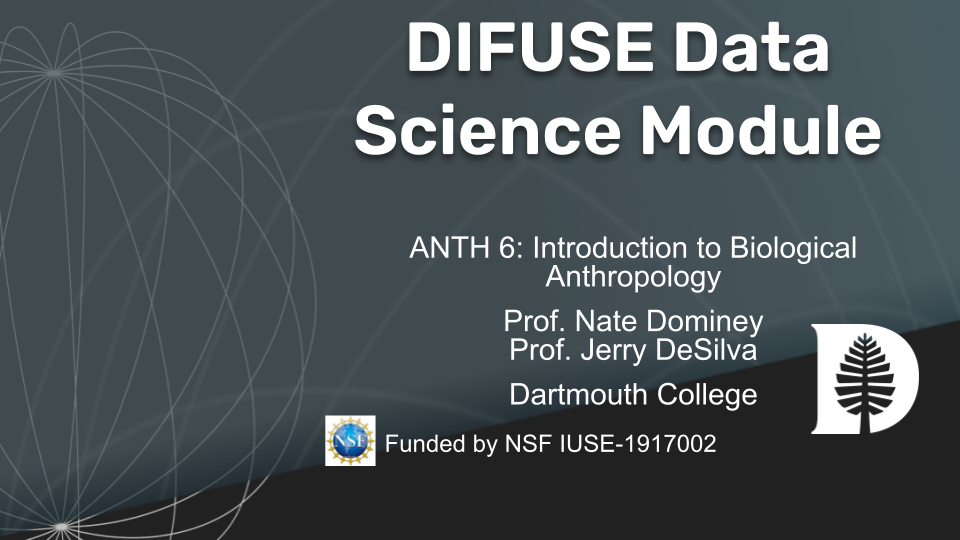 DIFUSE Data
Science Module
ANTH 6: Introduction to Biological
Anthropology
Prof. Nate Dominey
Prof. Jerry DeSilva
Dartmouth College
NSF
Funded by NSF IUSE-1917002
D